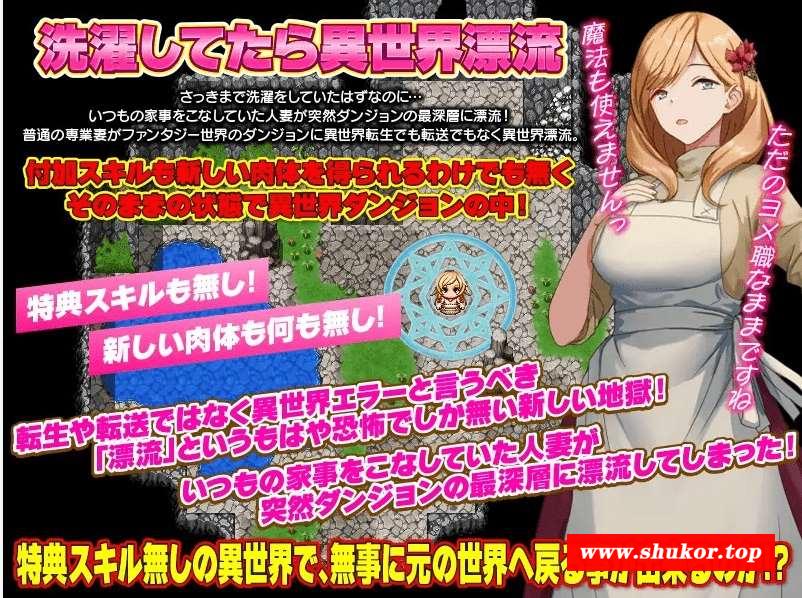 洗濯してたら異世界漂流
さっきまで洗濯をしていたはずなのに…
いつもの家事をこなしていた人妻が突然ダンジョンの最深層に漂流！
普通の専業妻がファンタジー世界のダンジョンに異世界転生でも転送でもなく異世界漂流。
付加スキルも新しい肉体を得られるわけでも無く
そのままの状態で異世界ダンジョンの中！
魔法も使えませんっ
ただのヨメ職なままですね
特典スキルも無し！
新しい肉体も何も無し！
転生や転送ではなく異世界エラーと言うべき
「漂流」というもはや恐怖でしか無い新しい地獄！
いつもの家事をこなしていた人妻が
突然ダンジョンの最深層に漂流してしまった！
特典スキル無しの異世界で、無事に元の世界へ戻る事が出来るのか！？
www.shukor.top